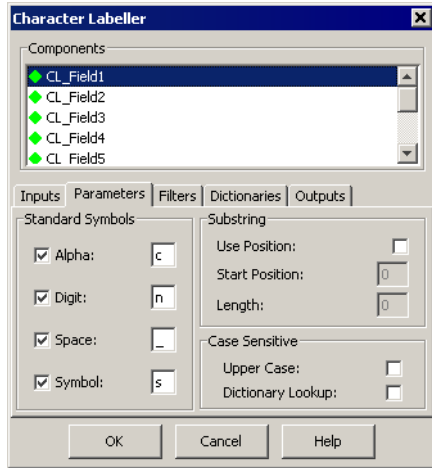 Character Labeller
Components
CL_Field1
CL_Field2
CL_Field3
CL_Field4
CL_Field5
Inputs Parameters Filters Dictionaries Outputs
Standard Symbols
Alpha: c
Digit: n
Space: _
Symbol: s
Substring
Use Position:
Start Position: 0
Length: 0
Case Sensitive
Upper Case:
Dictionary Lookup:
OK Cancel Help